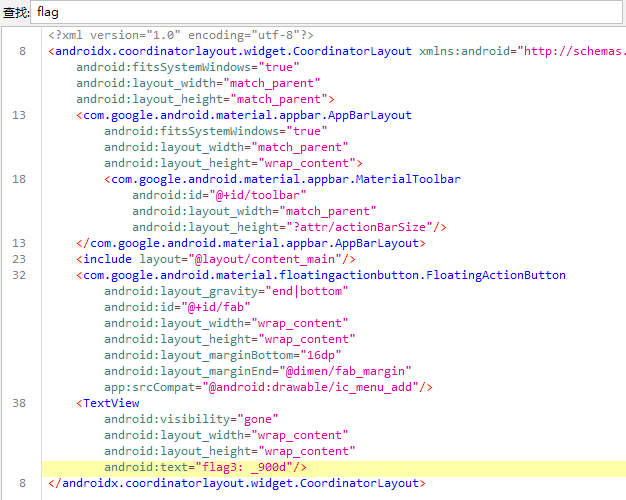 查找: flag
<?xml version="1.0" encoding="utf-8"?>
8 <androidx.coordinatorlayout.widget.CoordinatorLayout xmlns:android="http://schemas.
android:fitsSystemWindows="true"
android:layout_width="match_parent"
android:layout_height="match_parent">
13 <com.google.android.material.appbar.AppBarLayout
android:fitsSystemWindows="true"
android:layout_width="match_parent"
android:layout_height="wrap_content">
18 <com.google.android.material.appbar.MaterialToolbar
android:id="@+id/toolbar"
android:layout_width="match_parent"
android:layout_height="?attr/actionBarSize"/>
13 </com.google.android.material.appbar.AppBarLayout>
23 <include layout="@layout/content_main"/>
32 <com.google.android.material.floatingactionbutton.FloatingActionButton
android:layout_gravity="end|bottom"
android:id="@+id/fab"
android:layout_width="wrap_content"
android:layout_height="wrap_content"
android:layout_marginBottom="16dp"
android:layout_marginEnd="@dimen/fab_margin"
app:srcCompat="@android:drawable/ic_menu_add"/>
38 <TextView
android:visibility="gone"
android:layout_width="wrap_content"
android:layout_height="wrap_content"
android:text="flag3: _900d"/>
8 </androidx.coordinatorlayout.widget.CoordinatorLayout>